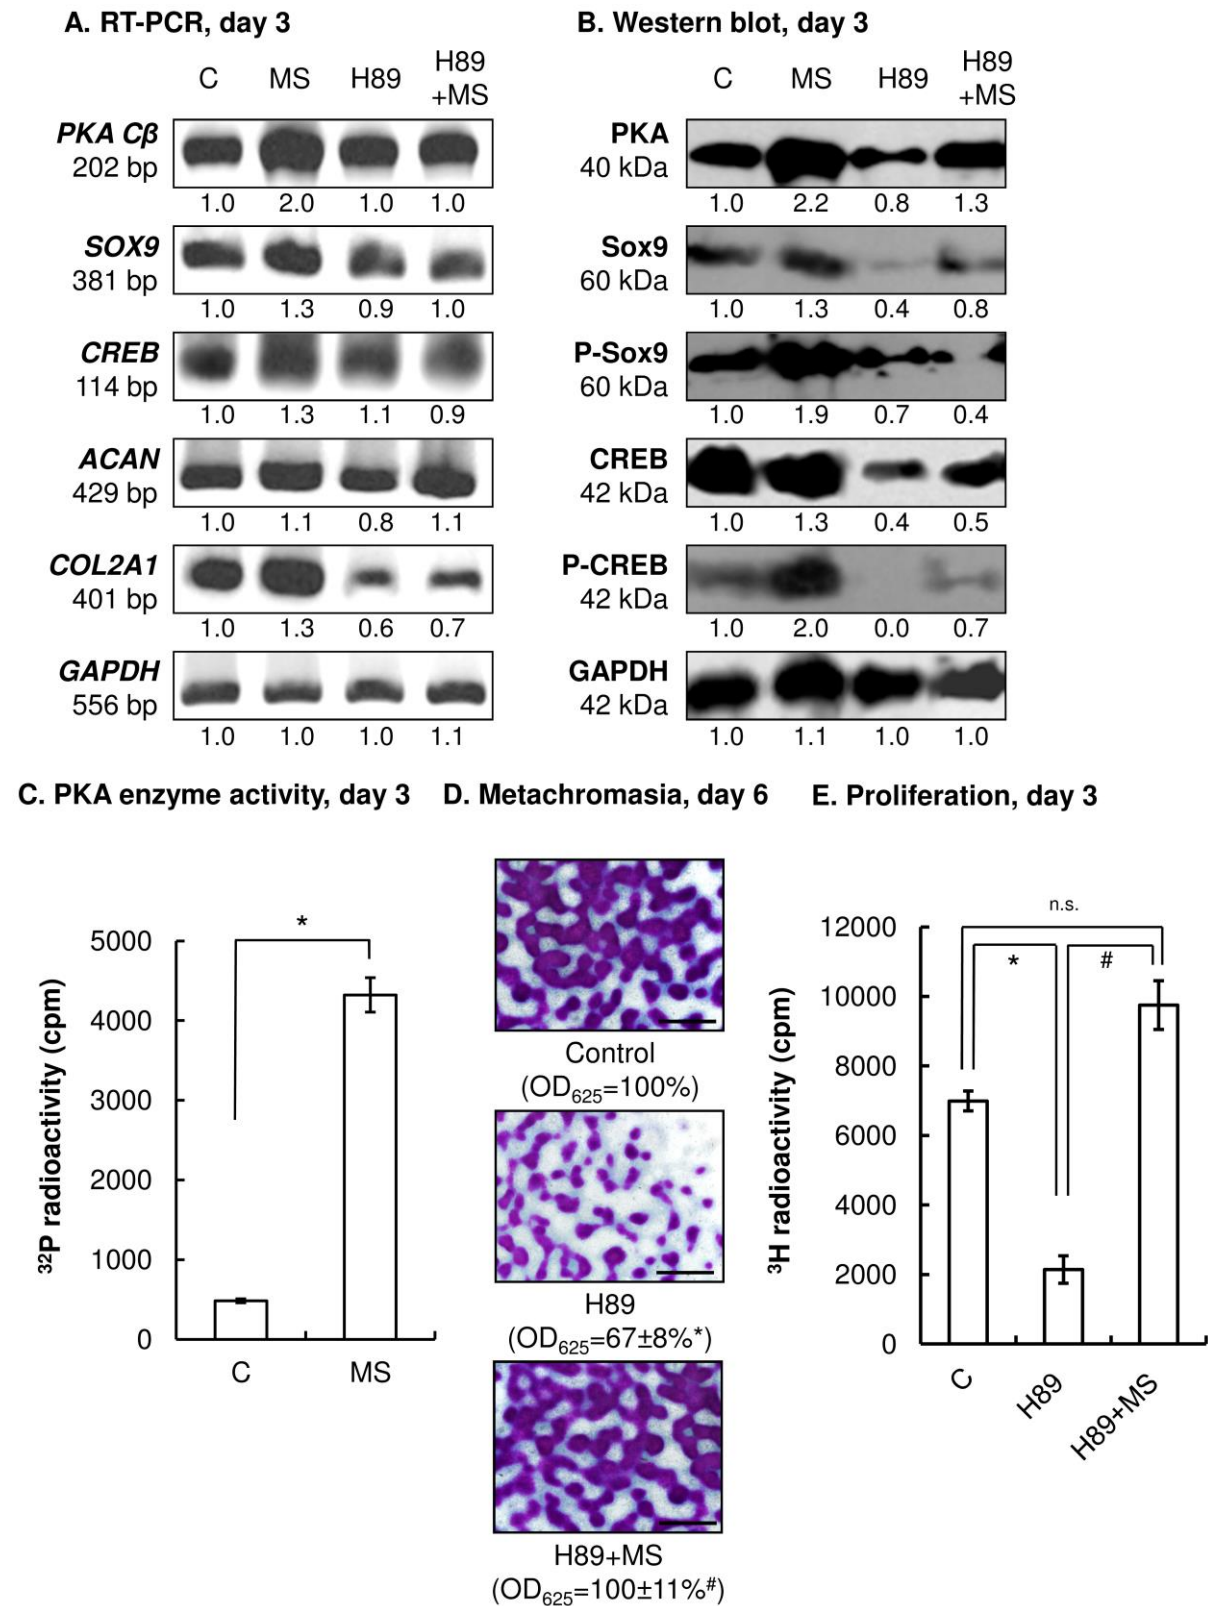 A. RT-PCR, day 3
C MS H89 H89
+MS
PKA Cβ
202 bp
1.0 2.0 1.0 1.0
SOX9
381 bp
1.0 1.3 0.9 1.0
CREB
114 bp
1.0 1.3 1.1 0.9
ACAN
429 bp
1.0 1.1 0.8 1.1
COL2A1
401 bp
1.0 1.3 0.6 0.7
GAPDH
556 bp
1.0 1.0 1.0 1.1
B. Western blot, day 3
C MS H89 H89
+MS
PKA
40 kDa
1.0 2.2 0.8 1.3
Sox9
60 kDa
1.0 1.3 0.4 0.8
P-Sox9
60 kDa
1.0 1.9 0.7 0.4
CREB
42 kDa
1.0 1.3 0.4 0.5
P-CREB
42 kDa
1.0 2.0 0.0 0.7
GAPDH
42 kDa
1.0 1.1 1.0 1.0
C. PKA enzyme activity, day 3
³²P radioactivity (cpm)
5000
4000
3000
2000
1000
0
*
C MS
D. Metachromasia, day 6
Control
(OD₆₂₅=100%)
H89
(OD₆₂₅=67±8%*)
H89+MS
(OD₆₂₅=100±11%#)
E. Proliferation, day 3
³H radioactivity (cpm)
12000
10000
8000
6000
4000
2000
0
n.s.
* #
C H89 H89+MS